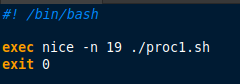 #! /bin/bash
exec nice -n 19 ./proc1.sh
exit 0